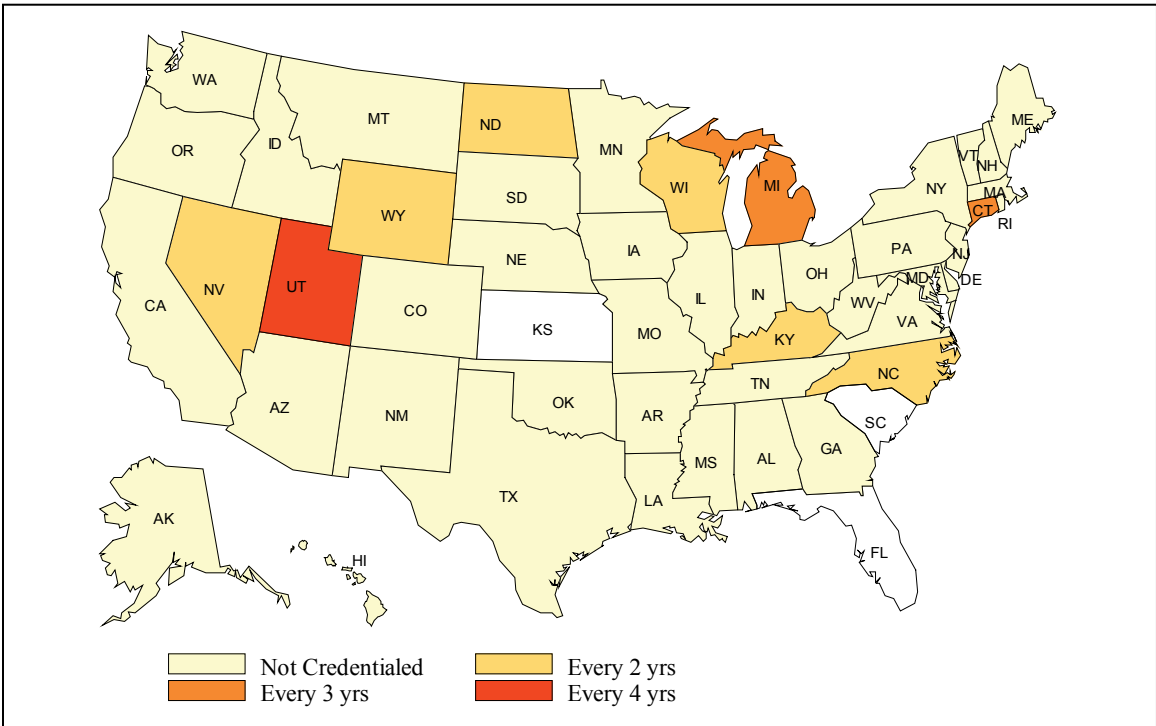 WA
MT
ND
MN
ME
OR
ID
VT
NH
SD
WI
MI
NY
MA
WY
CT
RI
IA
PA
NE
OH
NJ
NV
UT
IL
IN
MD
DE
CA
CO
WV
KS
MO
VA
KY
NC
TN
AZ
NM
OK
AR
SC
GA
MS
AL
TX
LA
AK
HI
FL
Not Credentialed
Every 2 yrs
Every 3 yrs
Every 4 yrs